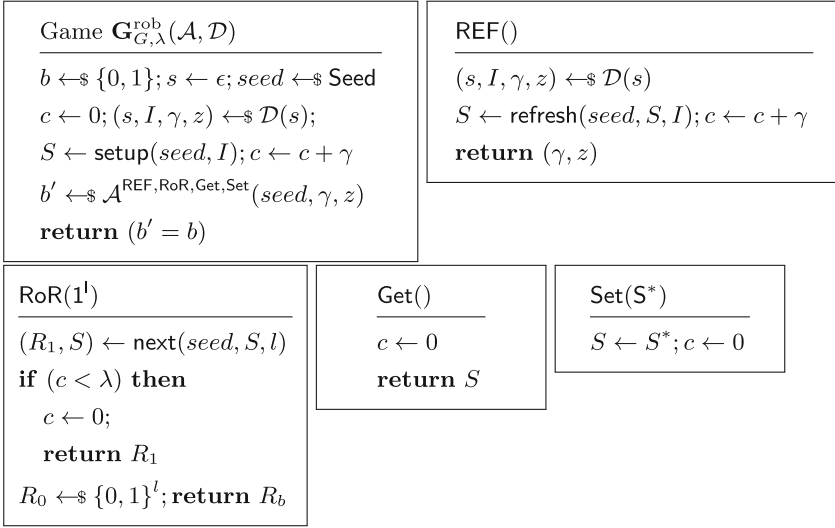 Game G^{rob}_{G,λ}(𝒜, 𝒟)
b ←$ {0, 1}; s ← ϵ; seed ←$ Seed
c ← 0; (s, I, γ, z) ←$ 𝒟(s);
S ← setup(seed, I); c ← c + γ
b′ ←$ 𝒜^{REF,RoR,Get,Set}(seed, γ, z)
return (b′ = b)
REF()
(s, I, γ, z) ←$ 𝒟(s)
S ← refresh(seed, S, I); c ← c + γ
return (γ, z)
RoR(1^l)
(R_1, S) ← next(seed, S, l)
if (c < λ) then
c ← 0;
return R_1
R_0 ←$ {0, 1}^l; return R_b
Get()
c ← 0
return S
Set(S*)
S ← S*; c ← 0